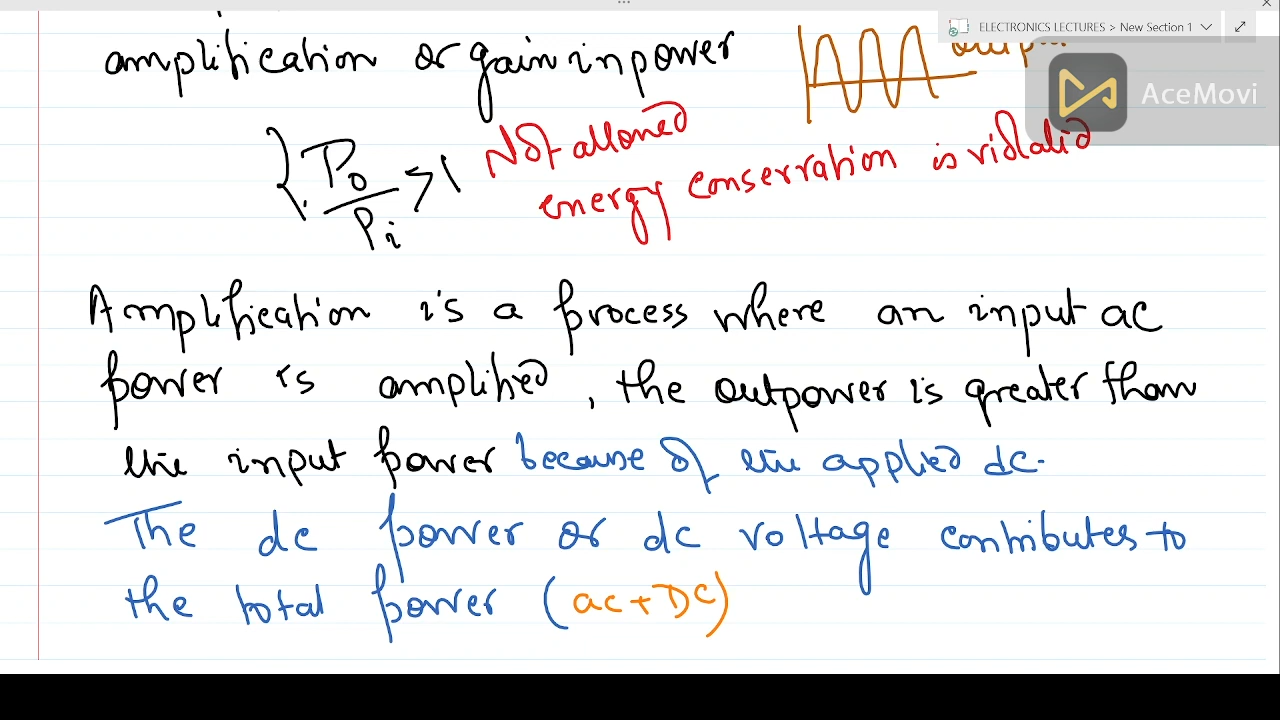 ELECTRONICS LECTURES > New Section 1
amplification or gain in power
output
AceMovi
{ Po/Pi > 1 Not allowed
energy conservation is violated
Amplification is a process where an input ac
power is amplified, the outpower is greater than
the input power because of the applied dc.
The dc power or dc voltage contributes to
the total power (ac + DC)